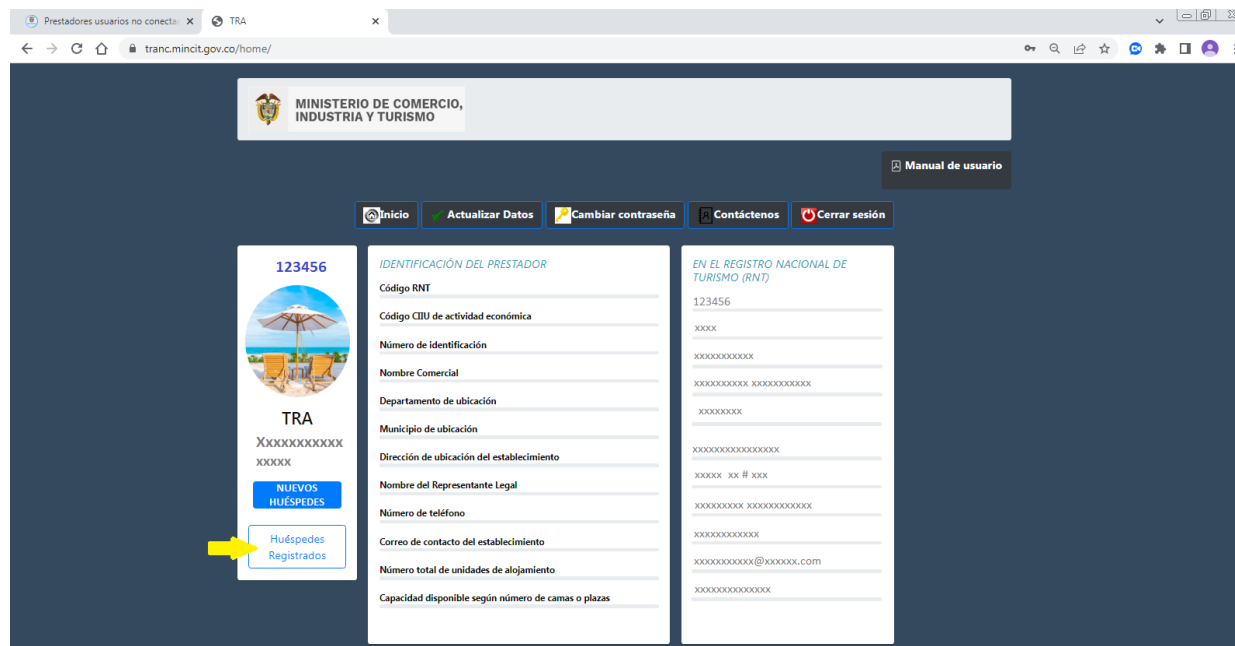 Prestadores usuarios no conecta
TRA
tranc.mincit.gov.co/home/
MINISTERIO DE COMERCIO,
INDUSTRIA Y TURISMO
Manual de usuario
Inicio
Actualizar Datos
Cambiar contraseña
Contáctenos
Cerrar sesión
123456
TRA
Xxxxxxxxxxx
xxxxx
NUEVOS
HUÉSPEDES
Huéspedes
Registrados
IDENTIFICACIÓN DEL PRESTADOR
Código RNT
Código CIIU de actividad económica
Número de identificación
Nombre Comercial
Departamento de ubicación
Municipio de ubicación
Dirección de ubicación del establecimiento
Nombre del Representante Legal
Número de teléfono
Correo de contacto del establecimiento
Número total de unidades de alojamiento
Capacidad disponible según número de camas o plazas
EN EL REGISTRO NACIONAL DE
TURISMO (RNT)
123456
xxxx
xxxxxxxxxxx
xxxxxxxxxx xxxxxxxxxxx
xxxxxxxx
xxxxxxxxxxxxxxxx
xxxxx xx # xxx
xxxxxxxxx xxxxxxxxxxxx
xxxxxxxxxxxx
xxxxxxxxxxx@xxxxxx.com
xxxxxxxxxxxxxx